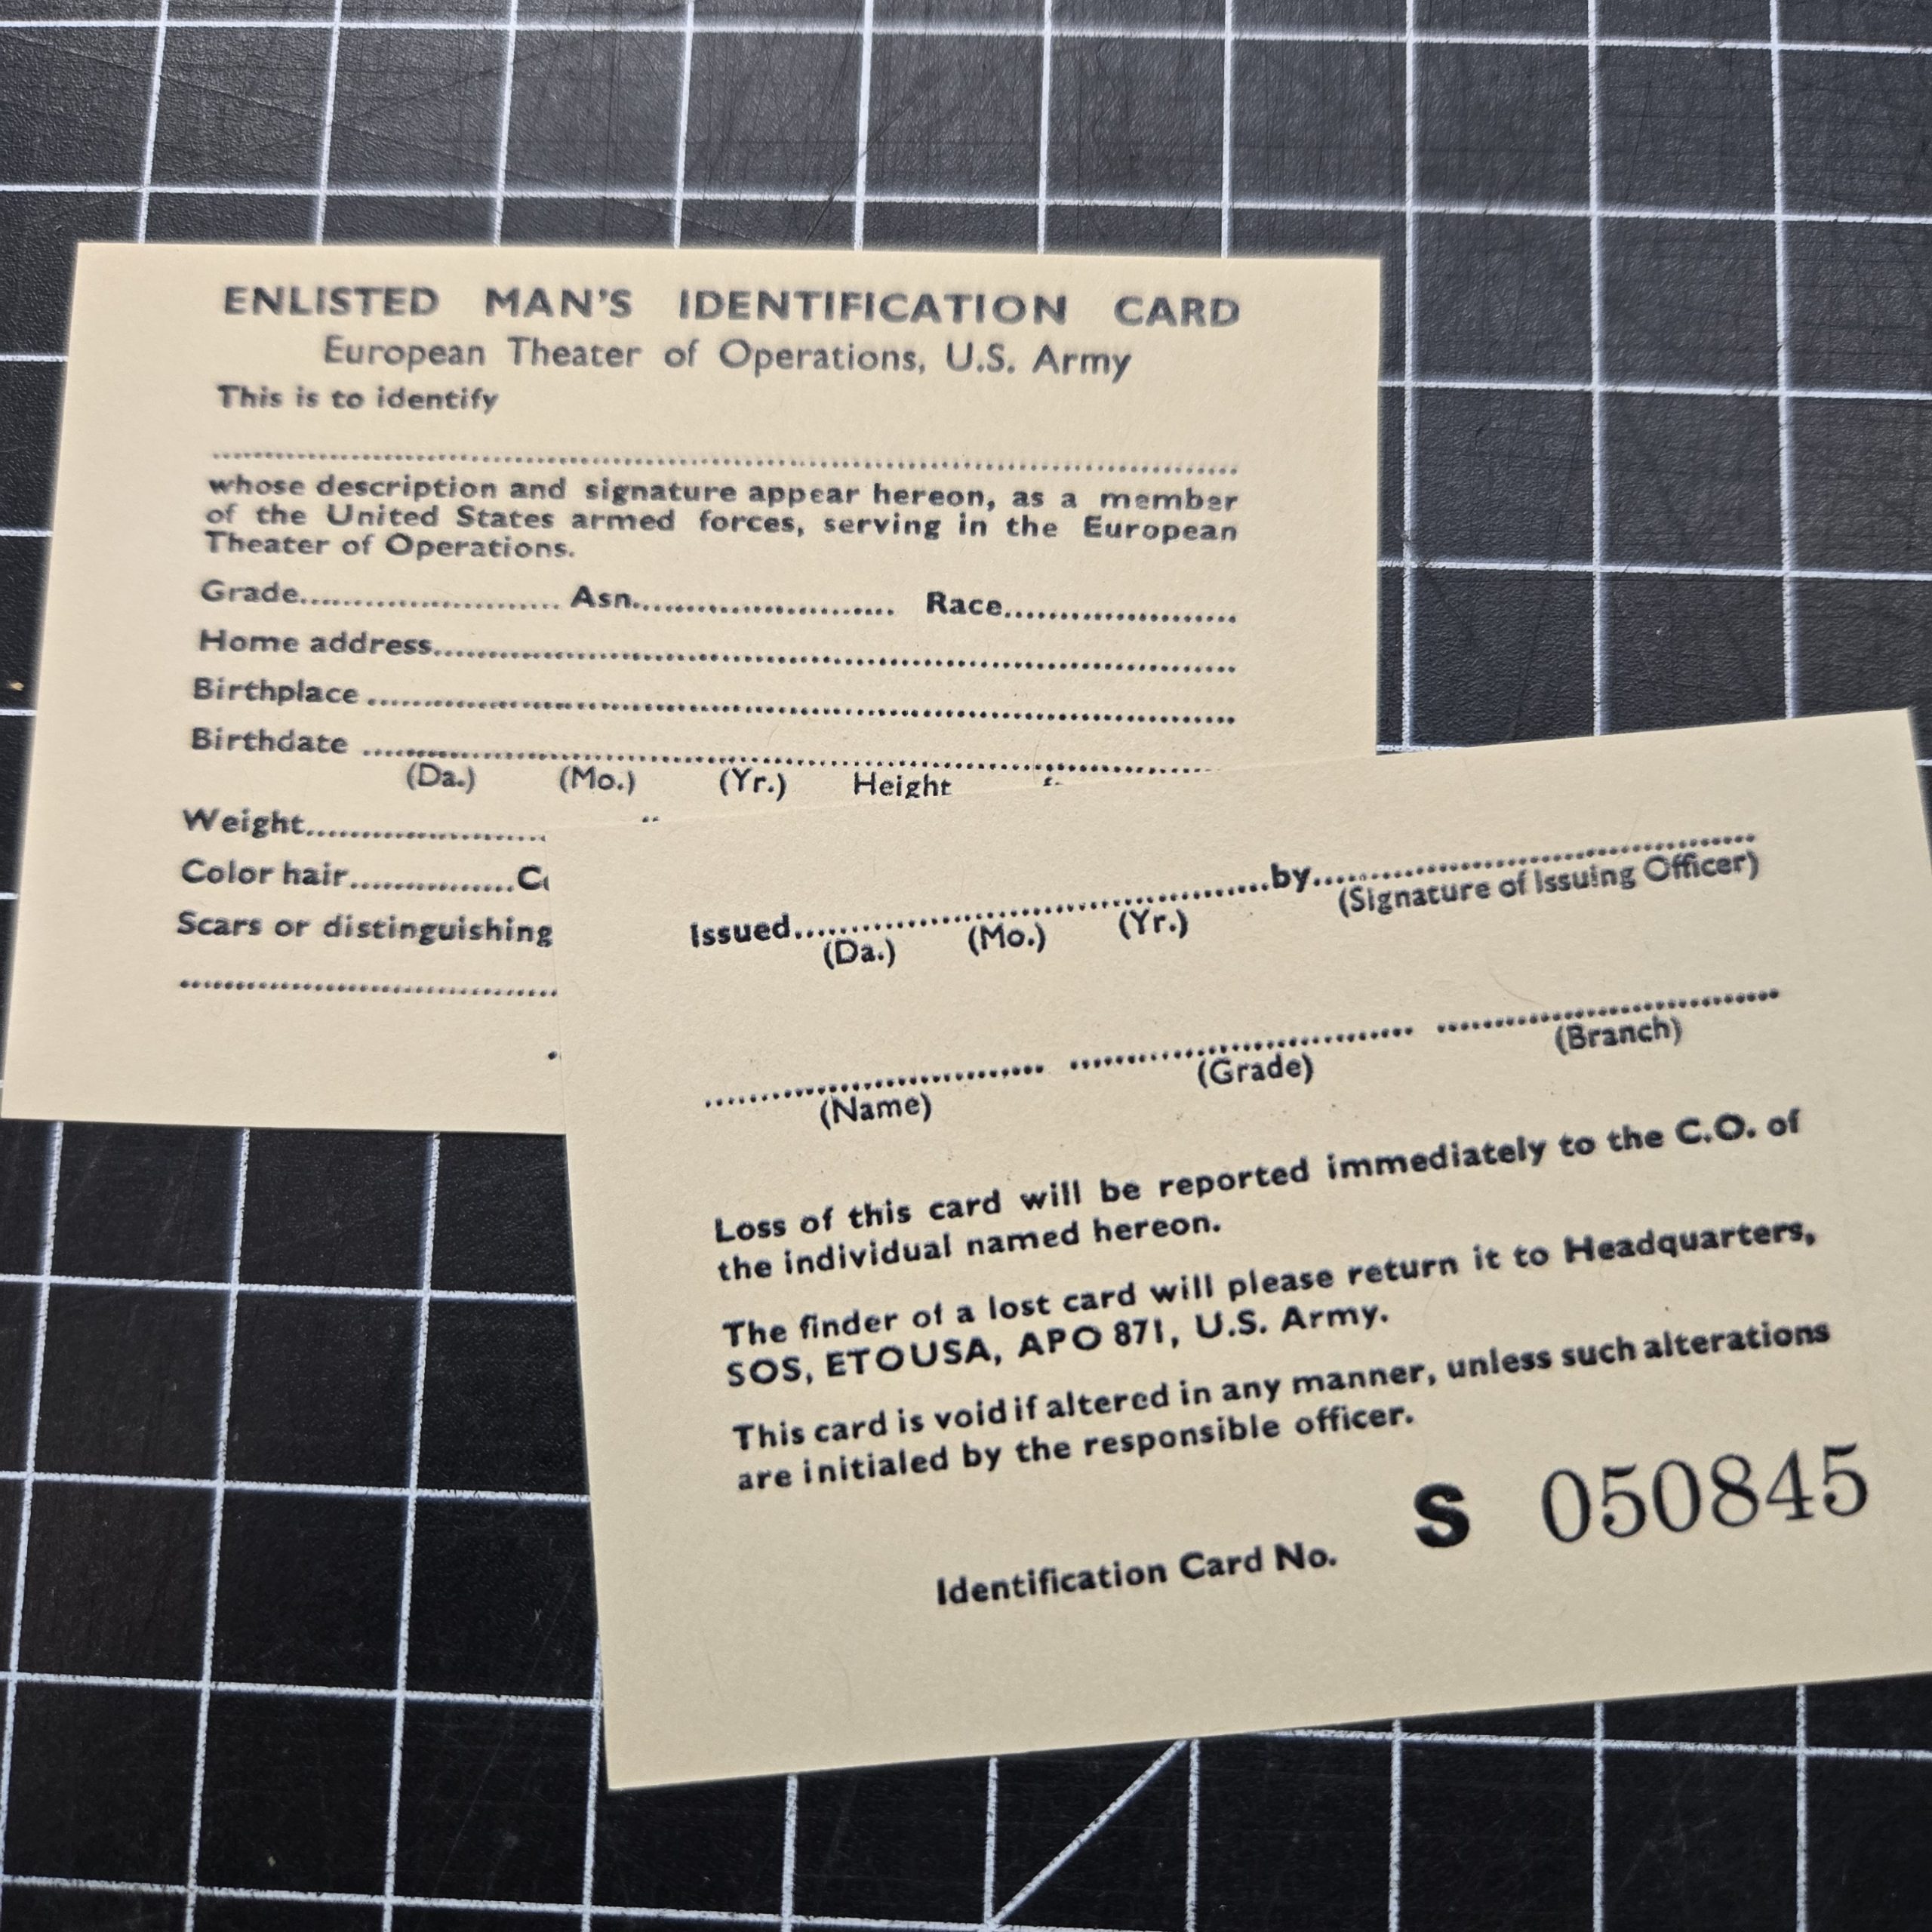 ENLISTED MAN'S IDENTIFICATION CARD
European Theater of Operations, U.S. Army
This is to identify
whose description and signature appear hereon, as a member
of the United States armed forces, serving in the European
Theater of Operations.
Grade........................ Asn........................ Race......................
Home address..........................................................................
Birthplace ..............................................................................
Birthdate ..............................................................................
(Da.) (Mo.) (Yr.) Height
Weight......................
Color hair...............
Scars or distinguishing
Issued.............................................by........................................
(Signature of Issuing Officer)
(Da.) (Mo.) (Yr.)
(Name) (Grade) (Branch)
Loss of this card will be reported immediately to the C.O. of
the individual named hereon.
The finder of a lost card will please return it to Headquarters,
SOS, ETOUSA, APO 871, U.S. Army.
This card is void if altered in any manner, unless such alterations
are initialed by the responsible officer.
Identification Card No. S 050845